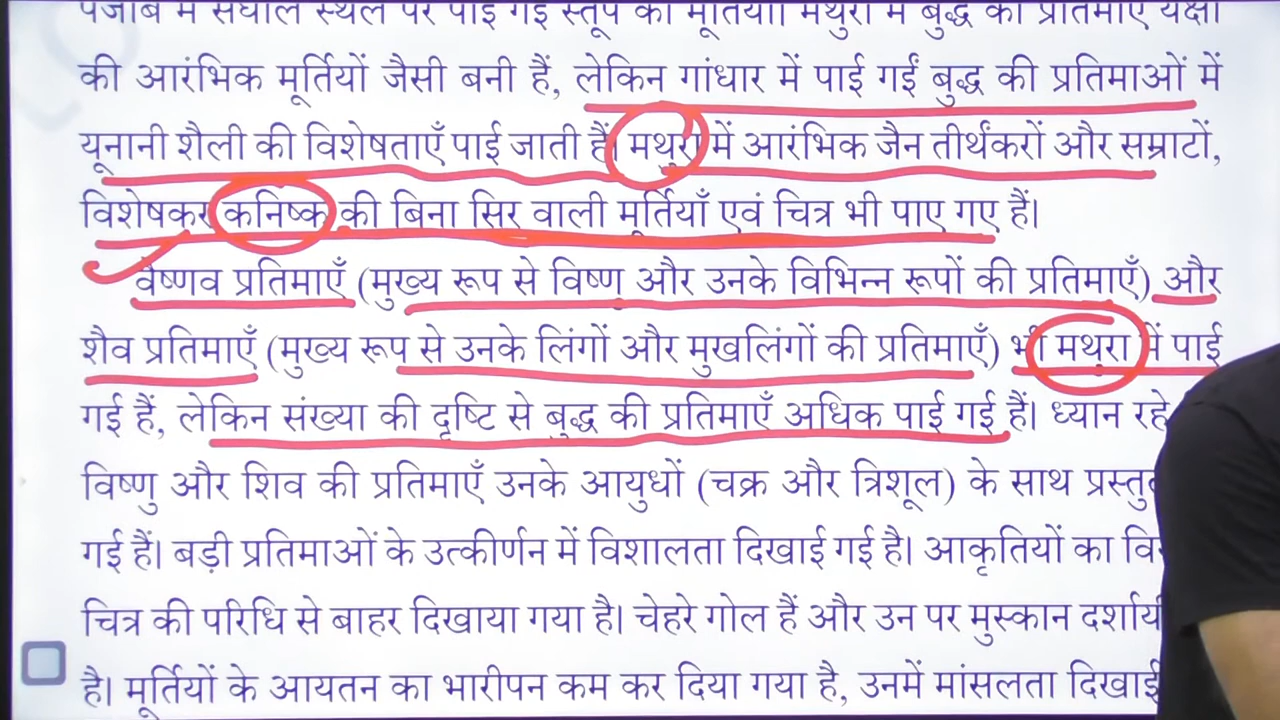 पंजाब में संघोल स्थल पर पाई गई स्तूप की मूर्तियाँ। मथुरा में बुद्ध की प्रतिमाएँ यक्षों
की आरंभिक मूर्तियों जैसी बनी हैं, लेकिन गांधार में पाई गईं बुद्ध की प्रतिमाओं में
यूनानी शैली की विशेषताएँ पाई जाती हैं। मथुरा में आरंभिक जैन तीर्थंकरों और सम्राटों,
विशेषकर कनिष्क की बिना सिर वाली मूर्तियाँ एवं चित्र भी पाए गए हैं।
वैष्णव प्रतिमाएँ (मुख्य रूप से विष्णु और उनके विभिन्न रूपों की प्रतिमाएँ) और
शैव प्रतिमाएँ (मुख्य रूप से उनके लिंगों और मुखलिंगों की प्रतिमाएँ) भी मथुरा में पाई
गई हैं, लेकिन संख्या की दृष्टि से बुद्ध की प्रतिमाएँ अधिक पाई गई हैं। ध्यान रहे
विष्णु और शिव की प्रतिमाएँ उनके आयुधों (चक्र और त्रिशूल) के साथ
गई हैं। बड़ी प्रतिमाओं के उत्कीर्णन में विशालता दिखाई गई है। आकृतियों का
चित्र की परिधि से बाहर दिखाया गया है। चेहरे गोल हैं और उन पर मुस्कान
है। मूर्तियों के आयतन का भारीपन कम कर दिया गया है, उनमें मांसलता दिखाई